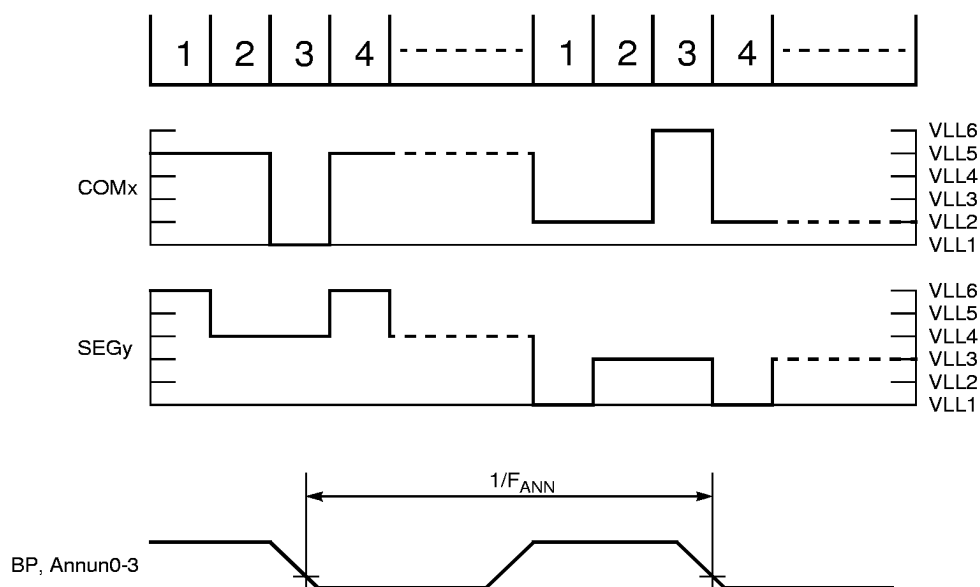 1 2 3 4 1 2 3 4
VLL6
VLL5
VLL4
VLL3
VLL2
VLL1
COMx
VLL6
VLL5
VLL4
VLL3
VLL2
VLL1
SEGy
1/FANN
BP, Annun0-3